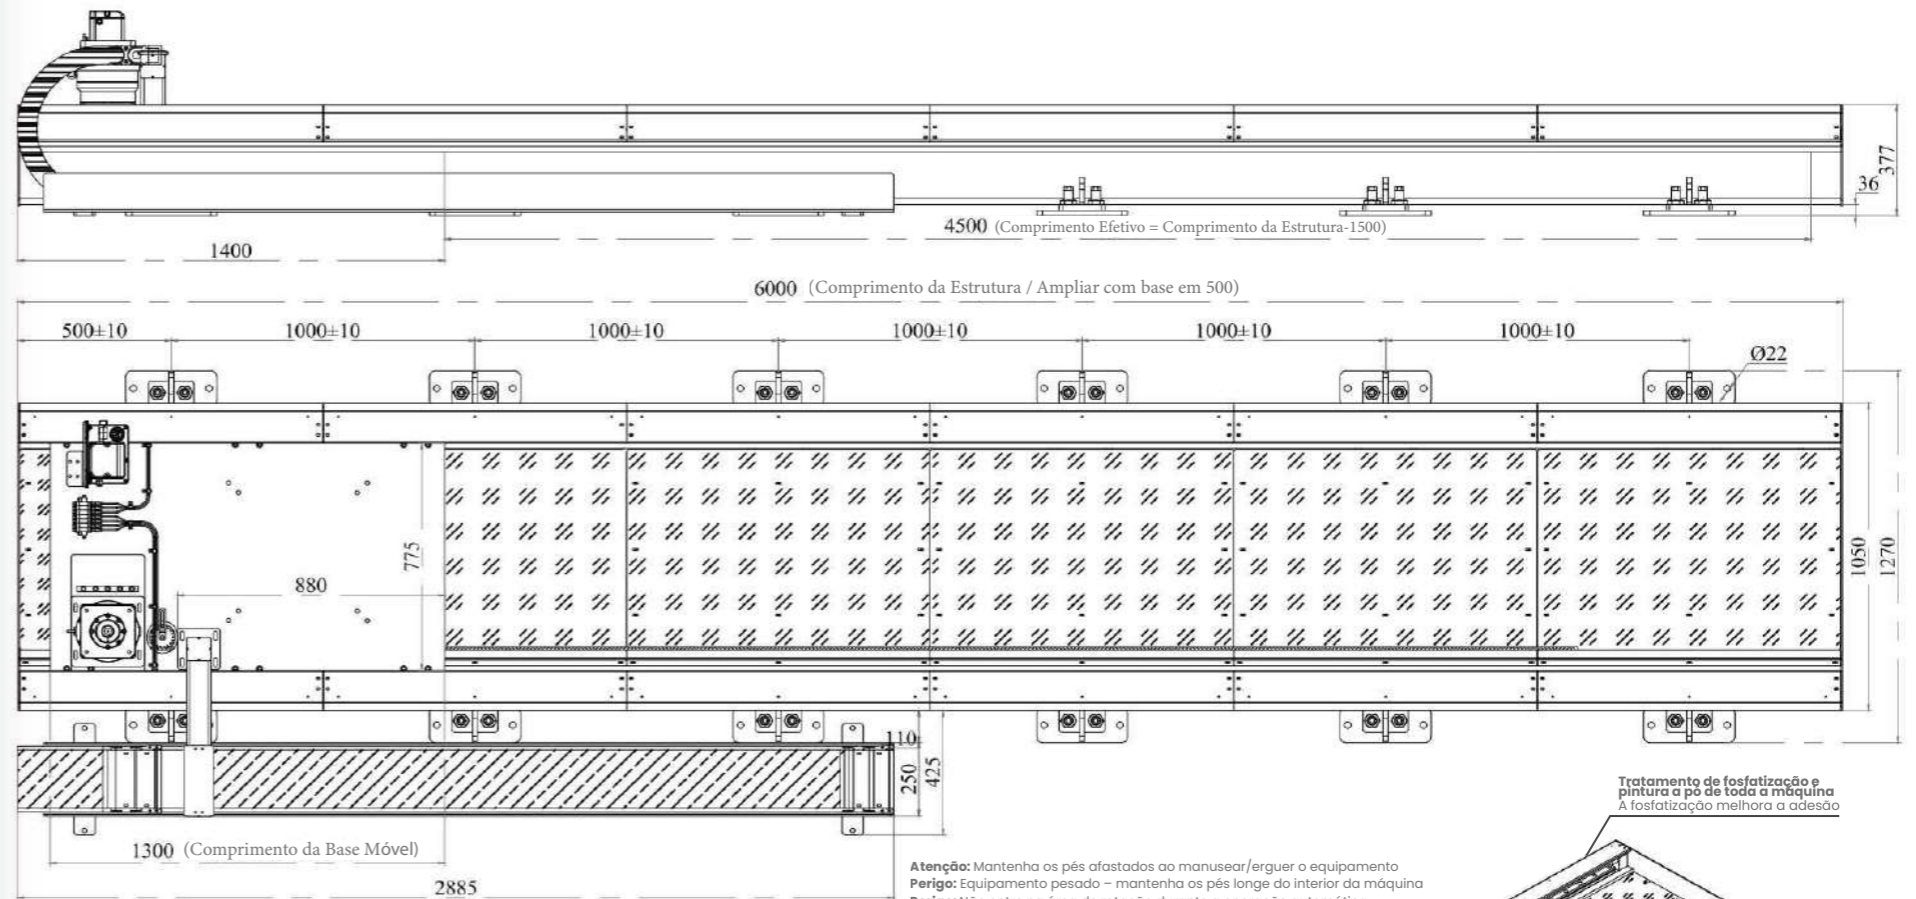 377
36
4500 (Comprimento Efetivo = Comprimento da Estrutura-1500)
1400
6000 (Comprimento da Estrutura / Ampliar com base em 500)
500±10 1000±10 1000±10 1000±10 1000±10 1000±10
Ø22
775
880
1050
1270
110
250
425
1300 (Comprimento da Base Móvel)
2885
Tratamento de fosfatização e
pintura a pó de toda a máquina
A fosfatização melhora a adesão
Atenção: Mantenha os pés afastados ao manusear/erguer o equipamento
Perigo: Equipamento pesado – mantenha os pés longe do interior da máquina